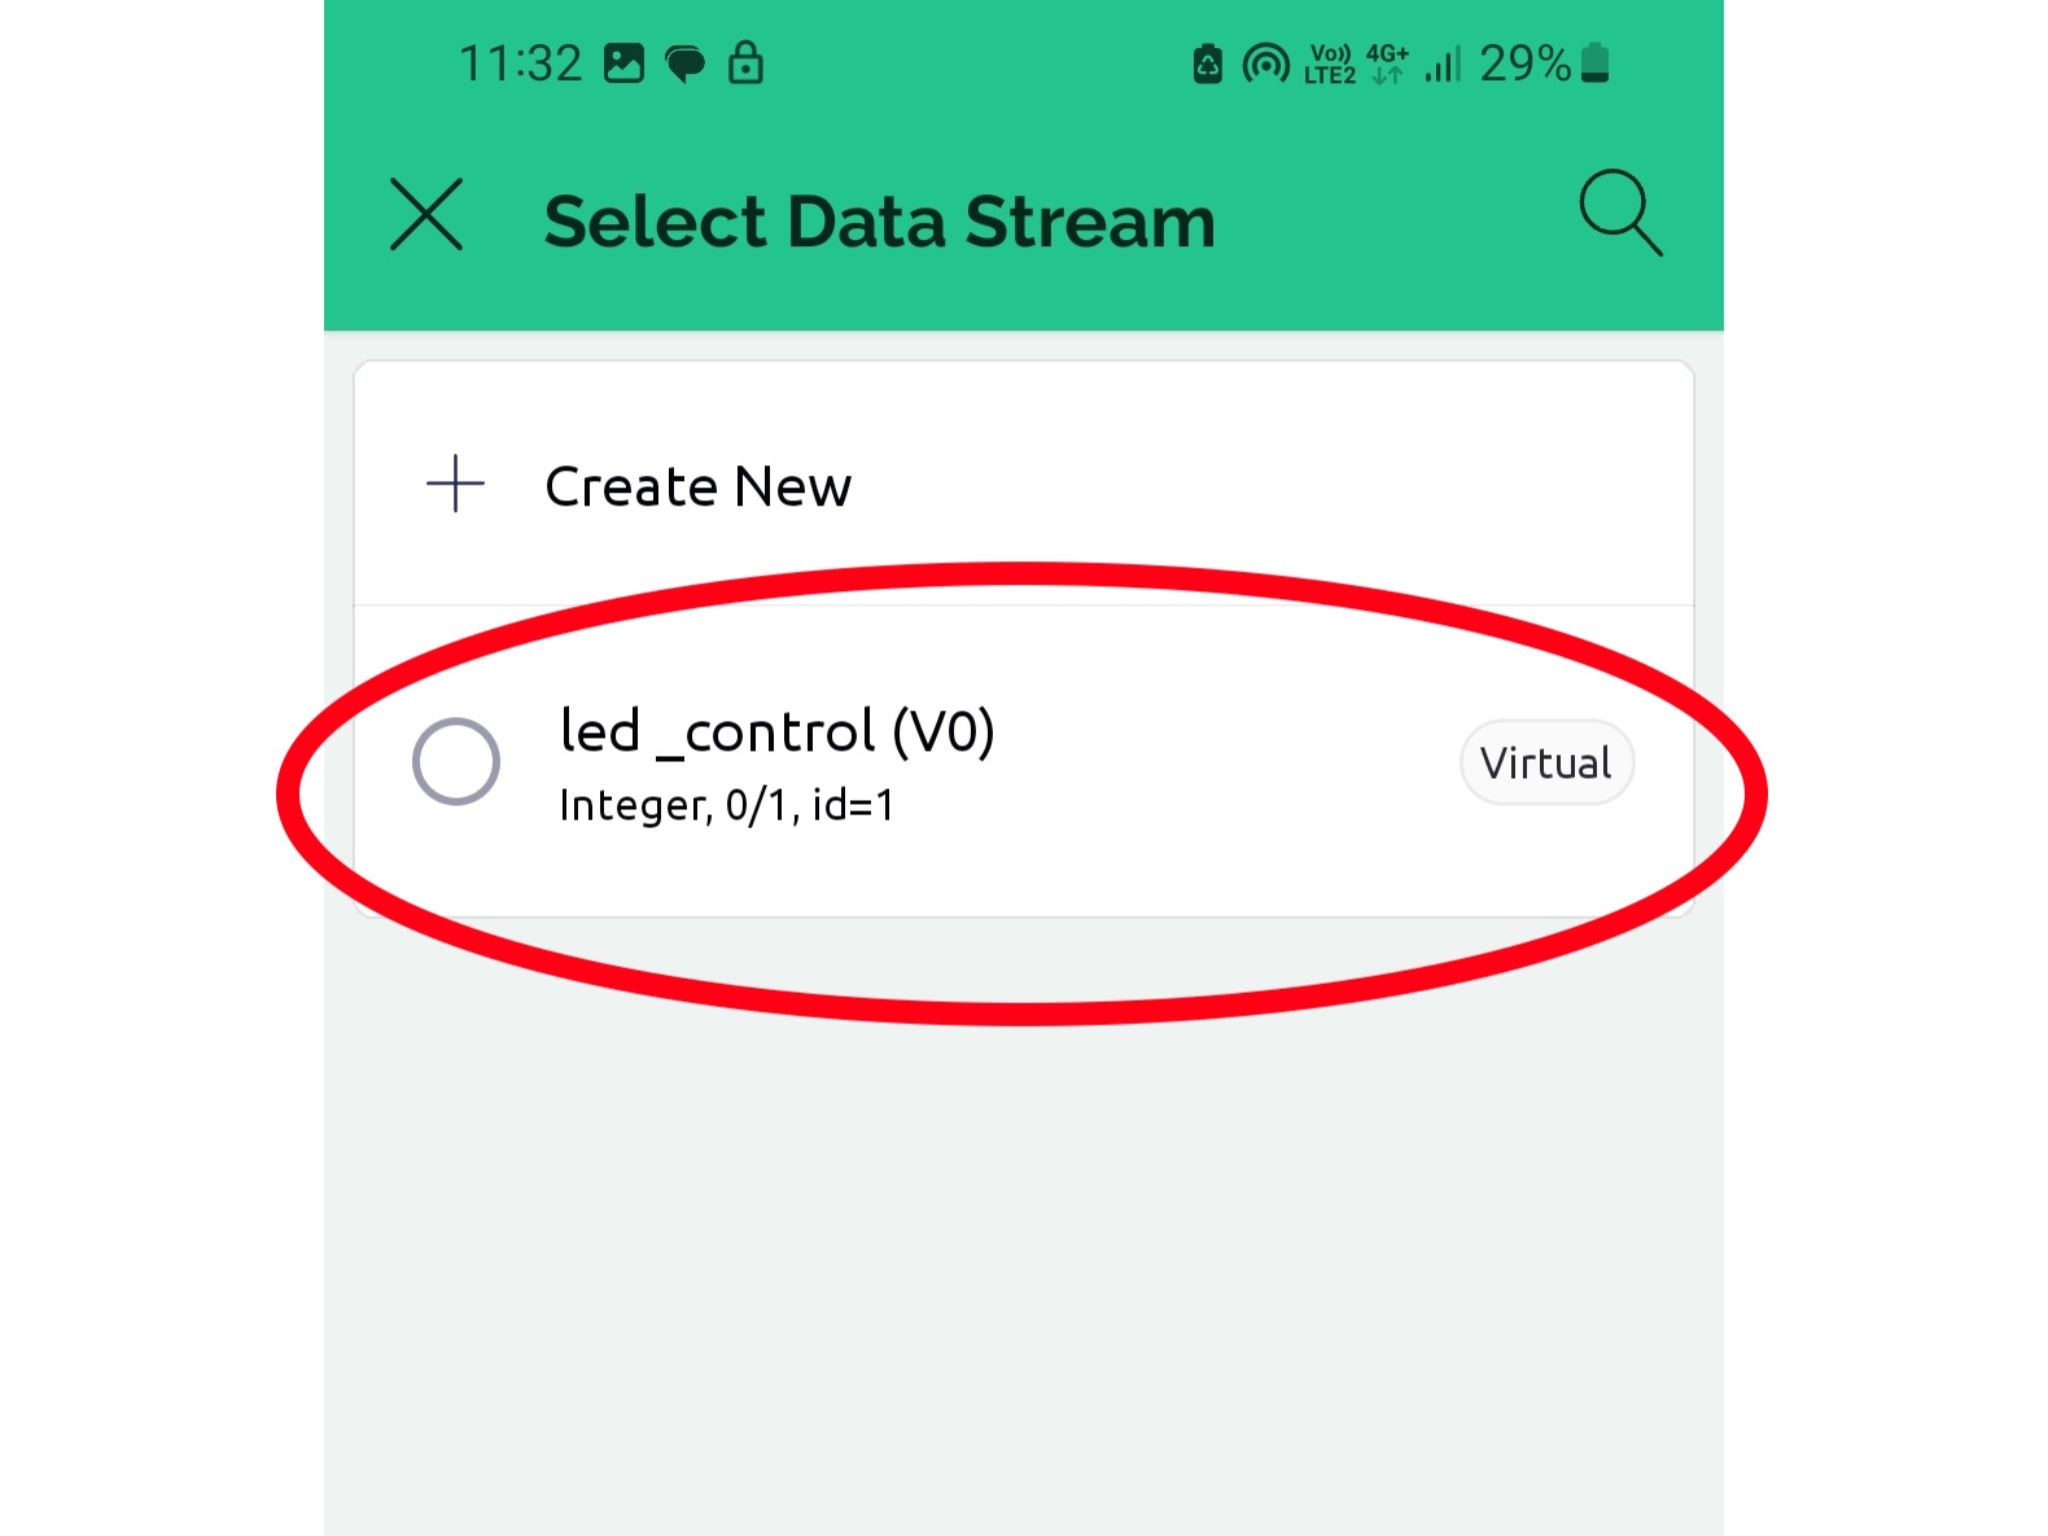 11:32 Vo)) LTE2 4G+ 29%
Select Data Stream
Create New
led _control (V0)
Integer, 0/1, id=1
Virtual